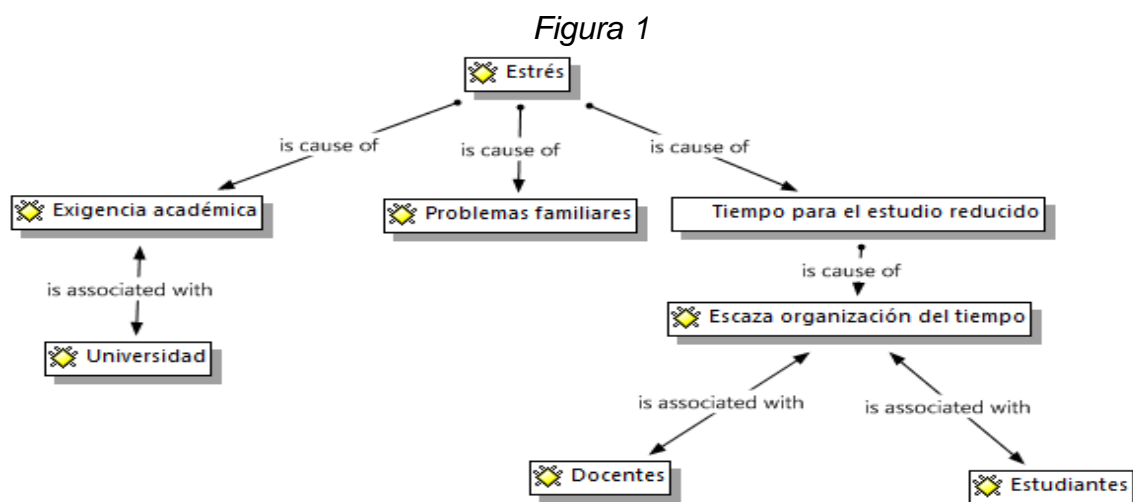 Figura 1
Estrés
is cause of
is cause of
is cause of
Exigencia académica
Problemas familiares
Tiempo para el estudio reducido
is associated with
is cause of
Escaza organización del tiempo
Universidad
is associated with
is associated with
Docentes
Estudiantes